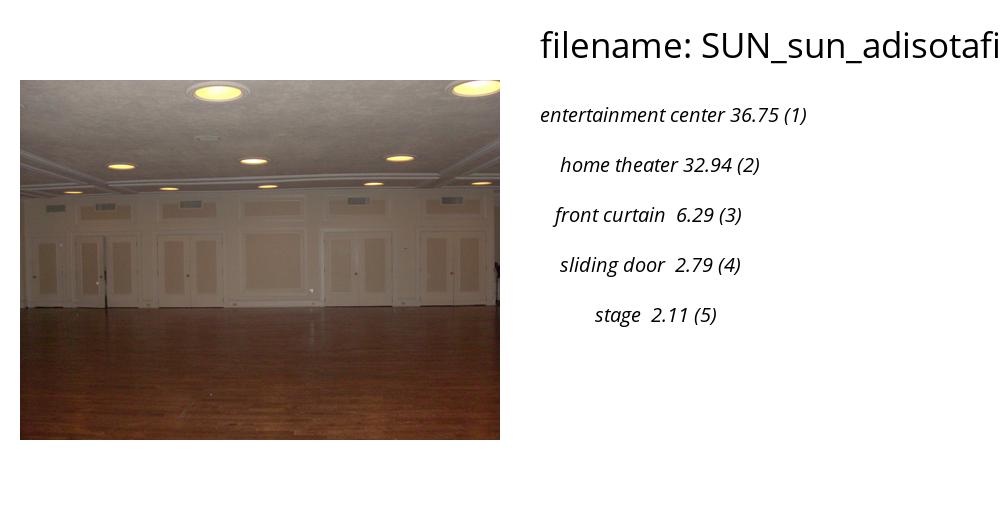 filename: SUN_sun_adisotafi
entertainment center 36.75 (1)
home theater 32.94 (2)
front curtain 6.29 (3)
sliding door 2.79 (4)
stage 2.11 (5)